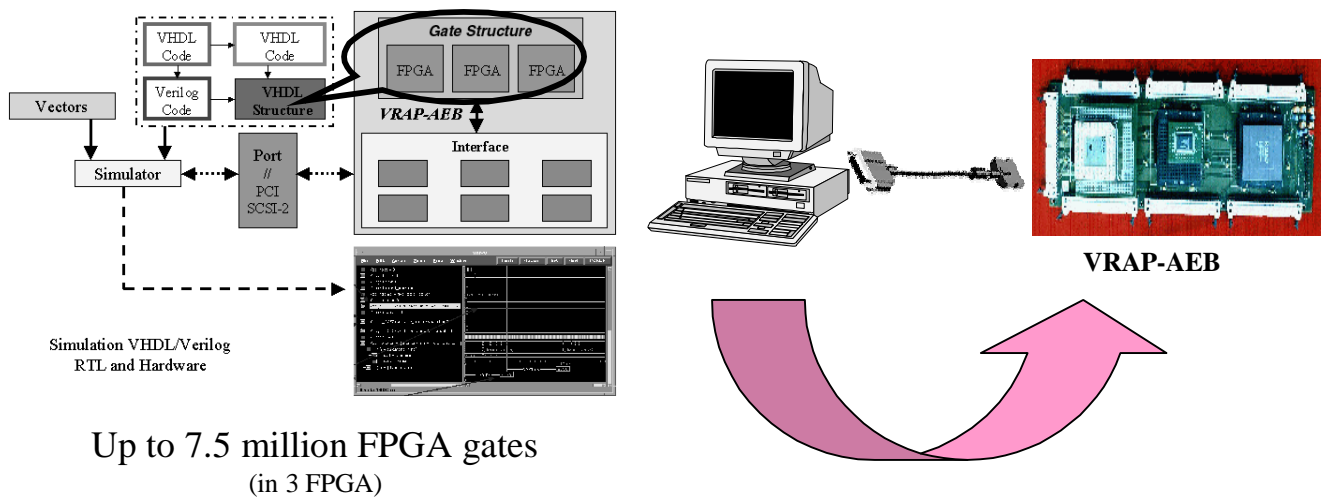 VHDL
Code
VHDL
Code
Verilog
Code
VHDL
Structure
Gate Structure
FPGA
FPGA
FPGA
VRAP-AEB
Interface
Vectors
Simulator
Port
//
PCI
SCSI-2
Simulation VHDL/Verilog
RTL and Hardware
Up to 7.5 million FPGA gates
(in 3 FPGA)
VRAP-AEB